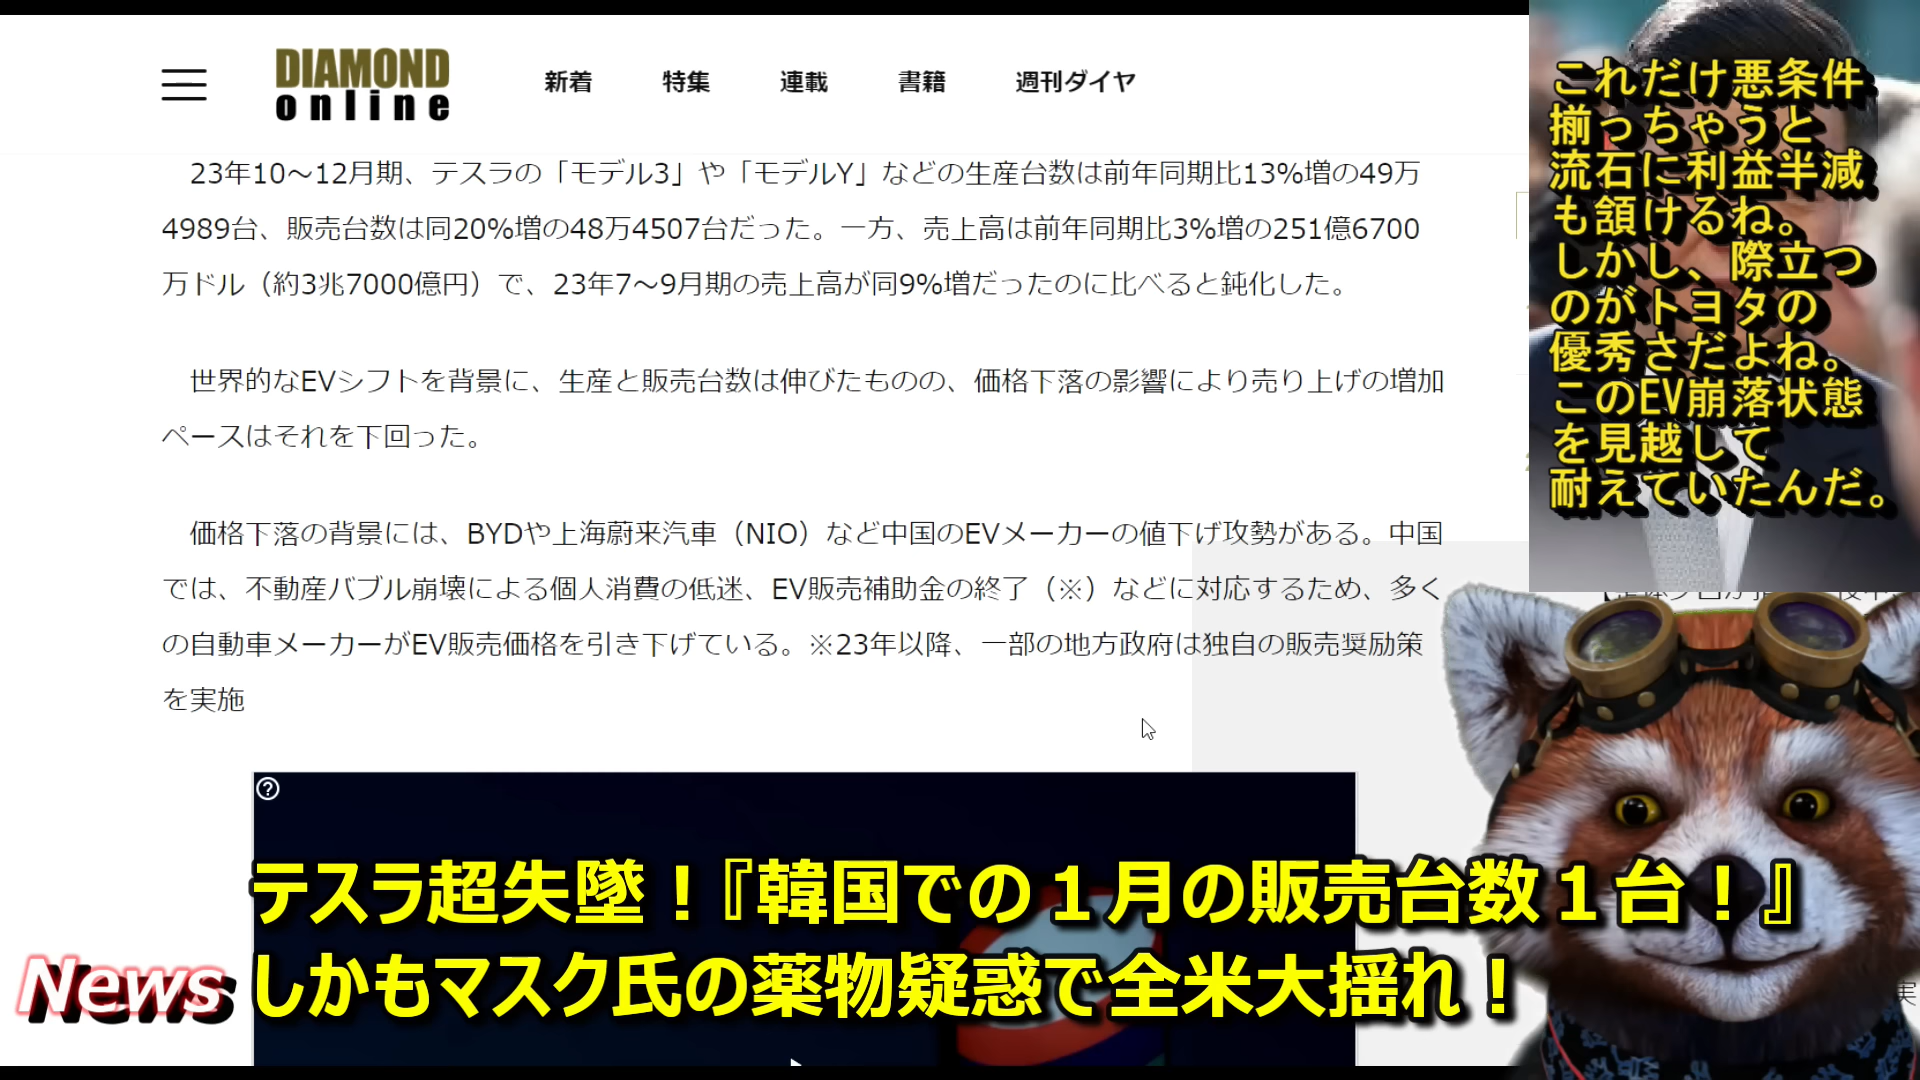 DIAMOND
online
新着 特集 連載 書籍 週刊ダイヤ
23年10〜12月期、テスラの「モデル3」や「モデルY」などの生産台数は前年同期比13%増の49万
4989台、販売台数は同20%増の48万4507台だった。一方、売上高は前年同期比3%増の251億6700
万ドル（約3兆7000億円）で、23年7〜9月期の売上高が同9%増だったのに比べると鈍化した。
世界的なEVシフトを背景に、生産と販売台数は伸びたものの、価格下落の影響により売り上げの増加
ペースはそれを下回った。
価格下落の背景には、BYDや上海蔚来汽車（NIO）など中国のEVメーカーの値下げ攻勢がある。中国
では、不動産バブル崩壊による個人消費の低迷、EV販売補助金の終了（※）などに対応するため、多く
の自動車メーカーがEV販売価格を引き下げている。※23年以降、一部の地方政府は独自の販売奨励策
を実施
これだけ悪条件
揃っちゃうと
流石に利益半減
も頷けるね。
しかし、際立つ
のがトヨタの
優秀さだよね。
このEV崩落状態
を見越して
耐えていたんだ。
テスラ超失墜！『韓国での１月の販売台数１台！』
News しかもマスク氏の薬物疑惑で全米大揺れ！
実